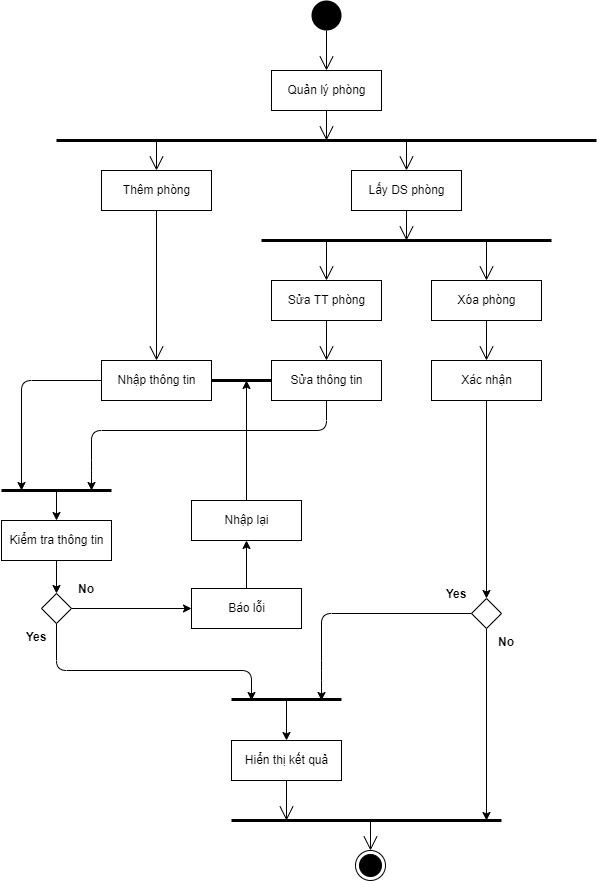 Quản lý phòng
Thêm phòng
Lấy DS phòng
Sửa TT phòng
Xóa phòng
Nhập thông tin
Sửa thông tin
Xác nhận
Nhập lại
Kiểm tra thông tin
No
Yes
Báo lỗi
Yes
No
Hiển thị kết quả